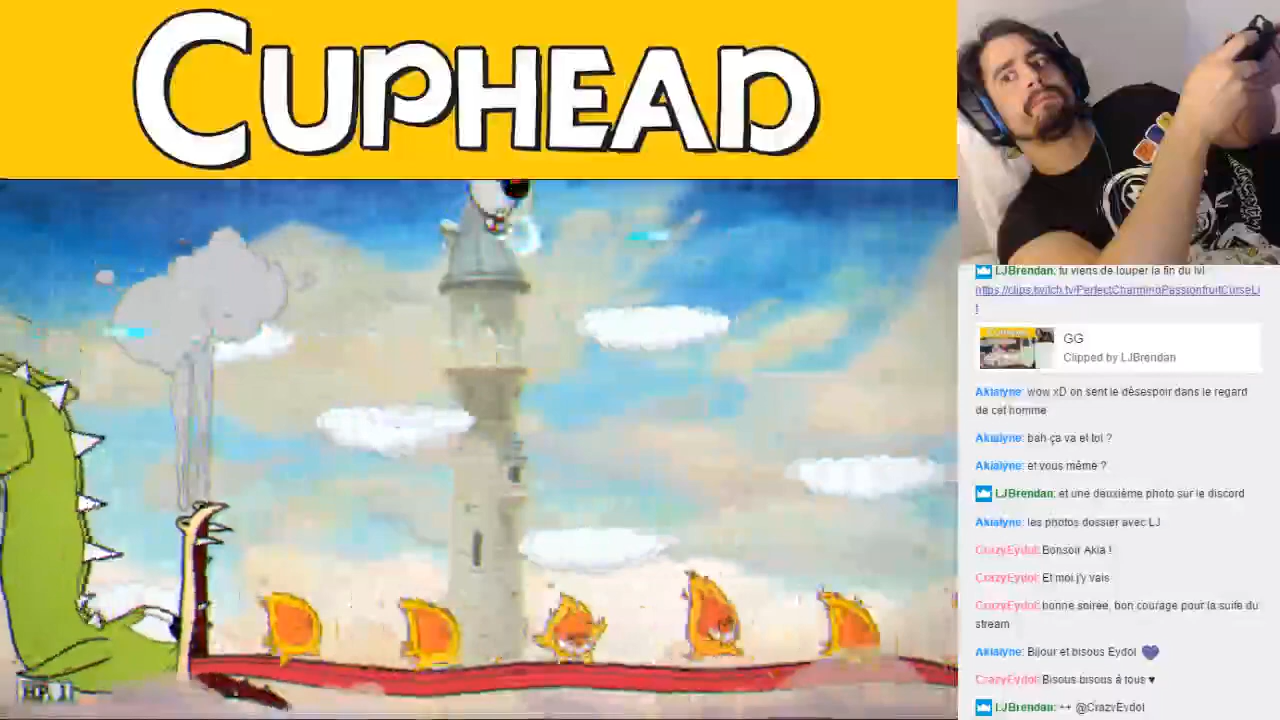 CUPHEAD
HP. 1
LJBrendan: tu viens de louper la fin du lvl
https://clips.twitch.tv/PerfectCharmingPassionfruitCurseLi
t
GG
Clipped by LJBrendan
Akialyne: wow xD on sent le désespoir dans le regard
de cet homme
Akialyne: bah ça va et toi ?
Akialyne: et vous même ?
LJBrendan: et une deuxième photo sur le discord
Akialyne: les photos dossier avec LJ
CrazyEydol: Bonsoir Akia !
CrazyEydol: Et moi j'y vais
CrazyEydol: bonne soirée, bon courage pour la suite du
stream
Akialyne: Bijour et bisous Eydol 💜
CrazyEydol: Bisous bisous à tous ♥
LJBrendan: ++ @CrazyEydol